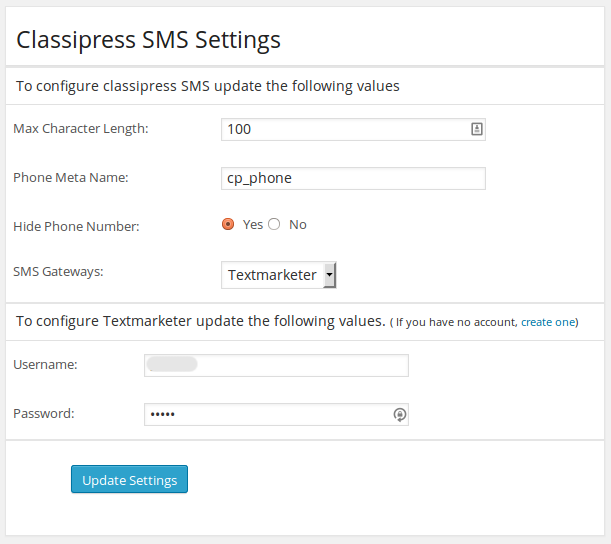 Classipress SMS Settings
To configure classipress SMS update the following values
Max Character Length: 100
Phone Meta Name: cp_phone
Hide Phone Number: Yes No
SMS Gateways: Textmarketer
To configure Textmarketer update the following values. ( If you have no account, create one)
Username:
Password: •••••
Update Settings